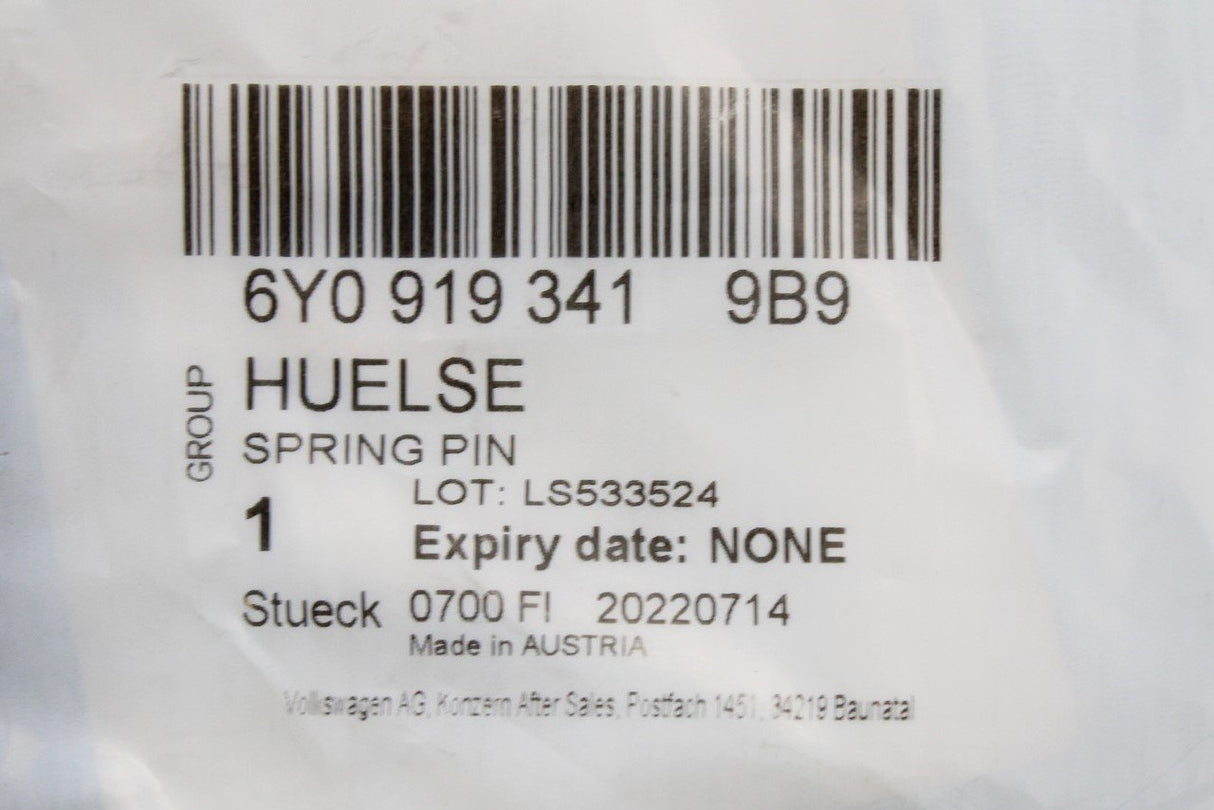 6Y0 919 341 9B9
GROUP
HUELSE
SPRING PIN
LOT: LS533524
1
Expiry date: NONE
Stueck 0700 FI 20220714
Made in AUSTRIA
Volkswagen AG, Konzern After Sales, Postfach 1451, 34219 Baunatal